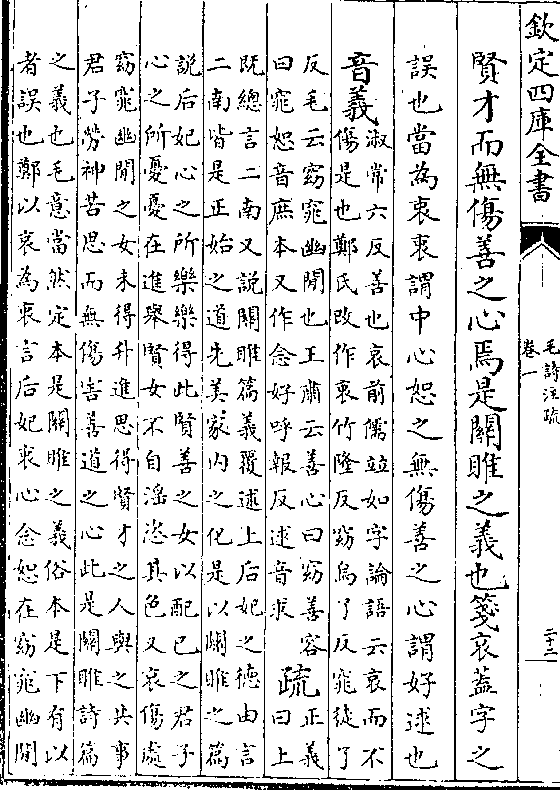 欽定四庫全書
毛詩注疏
卷一
二十三
賢才而無傷善之心焉是關雎之義也箋哀蓋字之
誤也當為衷衷謂中心恕之無傷善之心謂好逑也
音義
淑常六反善也哀前儒竝如字論語云哀而不
傷是也鄭氏改作衷竹隆反窈烏了反窕徒了
反毛云窈窕幽閒也王肅云善心曰窈善容
曰窕恕音庶本又作念好呼報反逑音求
疏
正義
曰上
既總言二南又說關雎篇義覆述上后妃之德由言
二南皆是正始之道先美家内之化是以關雎之篇
說后妃心之所樂樂得此賢善之女以配已之君子
心之所憂憂在進舉賢女不自淫恣其色又哀傷處
窈窕幽閒之女未得升進思得賢才之人與之共事
君子勞神苦思而無傷害善道之心此是關雎詩篇
之義也毛意當然定本是關雎之義俗本是下有以
者誤也鄭以哀為衷言后妃衷心念恕在窈窕幽閒